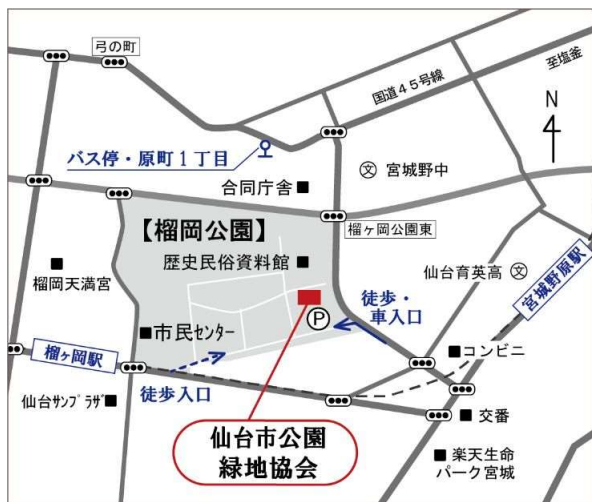 弓の町
国道45号線
至塩釜
N
バス停・原町1丁目
文 宮城野中
合同庁舎
【榴岡公園】
榴ヶ岡公園東
歴史民俗資料館
仙台育英高 文
宮城野原駅
榴岡天満宮
徒歩・
車入口
P
市民センター
榴ヶ岡駅
コンビニ
仙台サンプラザ
徒歩入口
交番
仙台市公園
緑地協会
楽天生命
パーク宮城